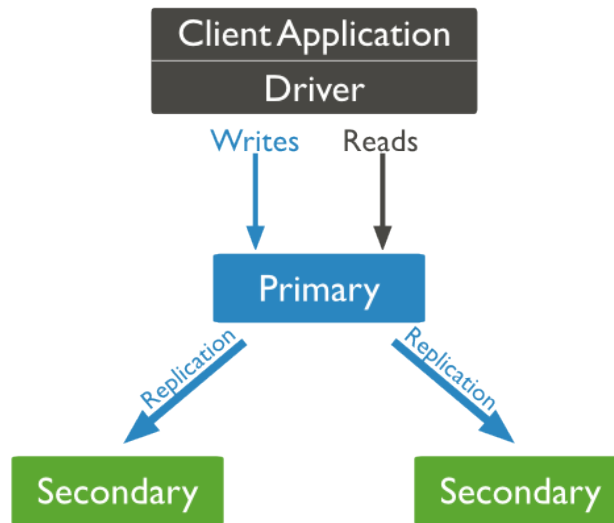 Client Application
Driver
Writes
Reads
Primary
Replication
Replication
Secondary
Secondary